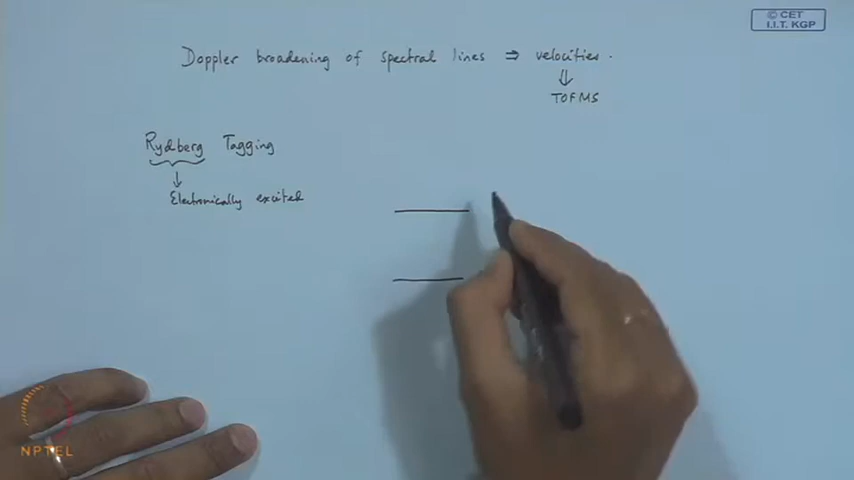 © CET
I.I.T. KGP
Doppler broadening of spectral lines ⇒ velocities.
⇓
TOFMS
Rydberg Tagging
↓
Electronically excited
NPTEL